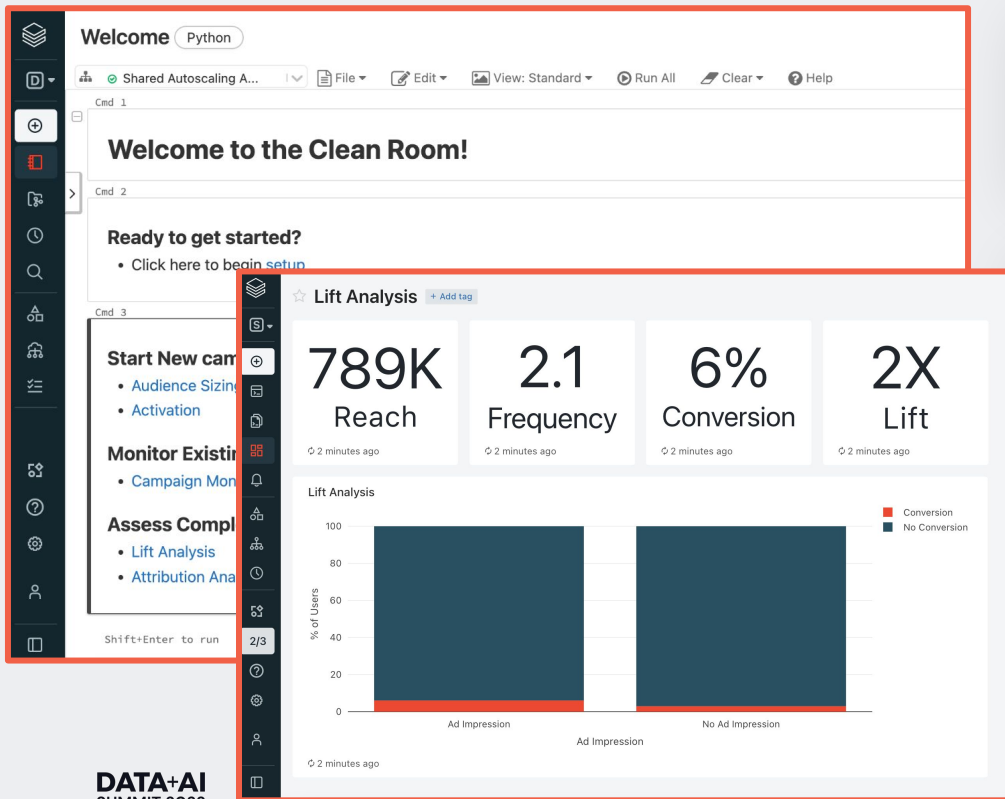 Welcome Python
D
Shared Autoscaling A... File Edit View: Standard Run All Clear Help
Cmd 1
Welcome to the Clean Room!
Cmd 2
Ready to get started?
• Click here to begin setup
Cmd 3
Start New cam
• Audience Sizing
• Activation
Monitor Existin
• Campaign Mon
Assess Compl
• Lift Analysis
• Attribution Ana
Shift+Enter to run
Lift Analysis + Add tag
S
789K
Reach
2 minutes ago
2.1
Frequency
2 minutes ago
6%
Conversion
2 minutes ago
2X
Lift
2 minutes ago
Lift Analysis
Conversion
No Conversion
100
80
60
40
20
0
% of Users
Ad Impression
No Ad Impression
Ad Impression
2 minutes ago
2/3
DATA+AI